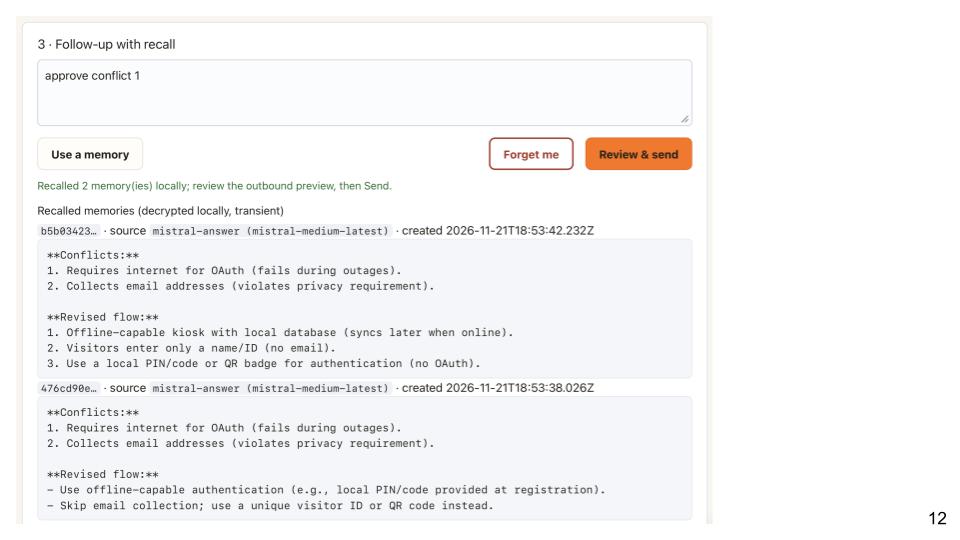 3 · Follow-up with recall
approve conflict 1
Use a memory
Forget me
Review & send
Recalled 2 memory(ies) locally; review the outbound preview, then Send.
Recalled memories (decrypted locally, transient)
b5b03423… · source mistral-answer (mistral-medium-latest) · created 2026-11-21T18:53:42.232Z
**Conflicts:**
1. Requires internet for OAuth (fails during outages).
2. Collects email addresses (violates privacy requirement).
**Revised flow:**
1. Offline-capable kiosk with local database (syncs later when online).
2. Visitors enter only a name/ID (no email).
3. Use a local PIN/code or QR badge for authentication (no OAuth).
476cd90e… · source mistral-answer (mistral-medium-latest) · created 2026-11-21T18:53:38.026Z
**Conflicts:**
1. Requires internet for OAuth (fails during outages).
2. Collects email addresses (violates privacy requirement).
**Revised flow:**
- Use offline-capable authentication (e.g., local PIN/code provided at registration).
- Skip email collection; use a unique visitor ID or QR code instead.
12